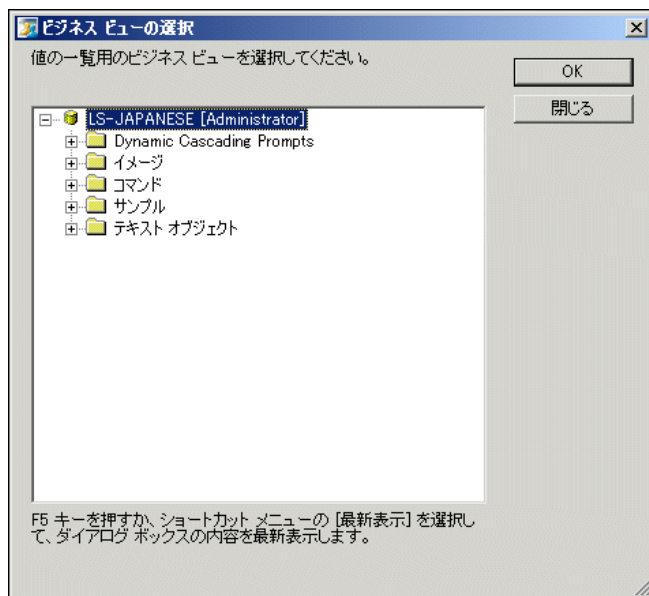 ビジネス ビューの選択
値の一覧用のビジネス ビューを選択してください。
OK
閉じる
LS-JAPANESE [Administrator]
Dynamic Cascading Prompts
イメージ
コマンド
サンプル
テキスト オブジェクト
F5 キーを押すか、ショートカット メニューの [最新表示] を選択し
て、ダイアログ ボックスの内容を最新表示します。